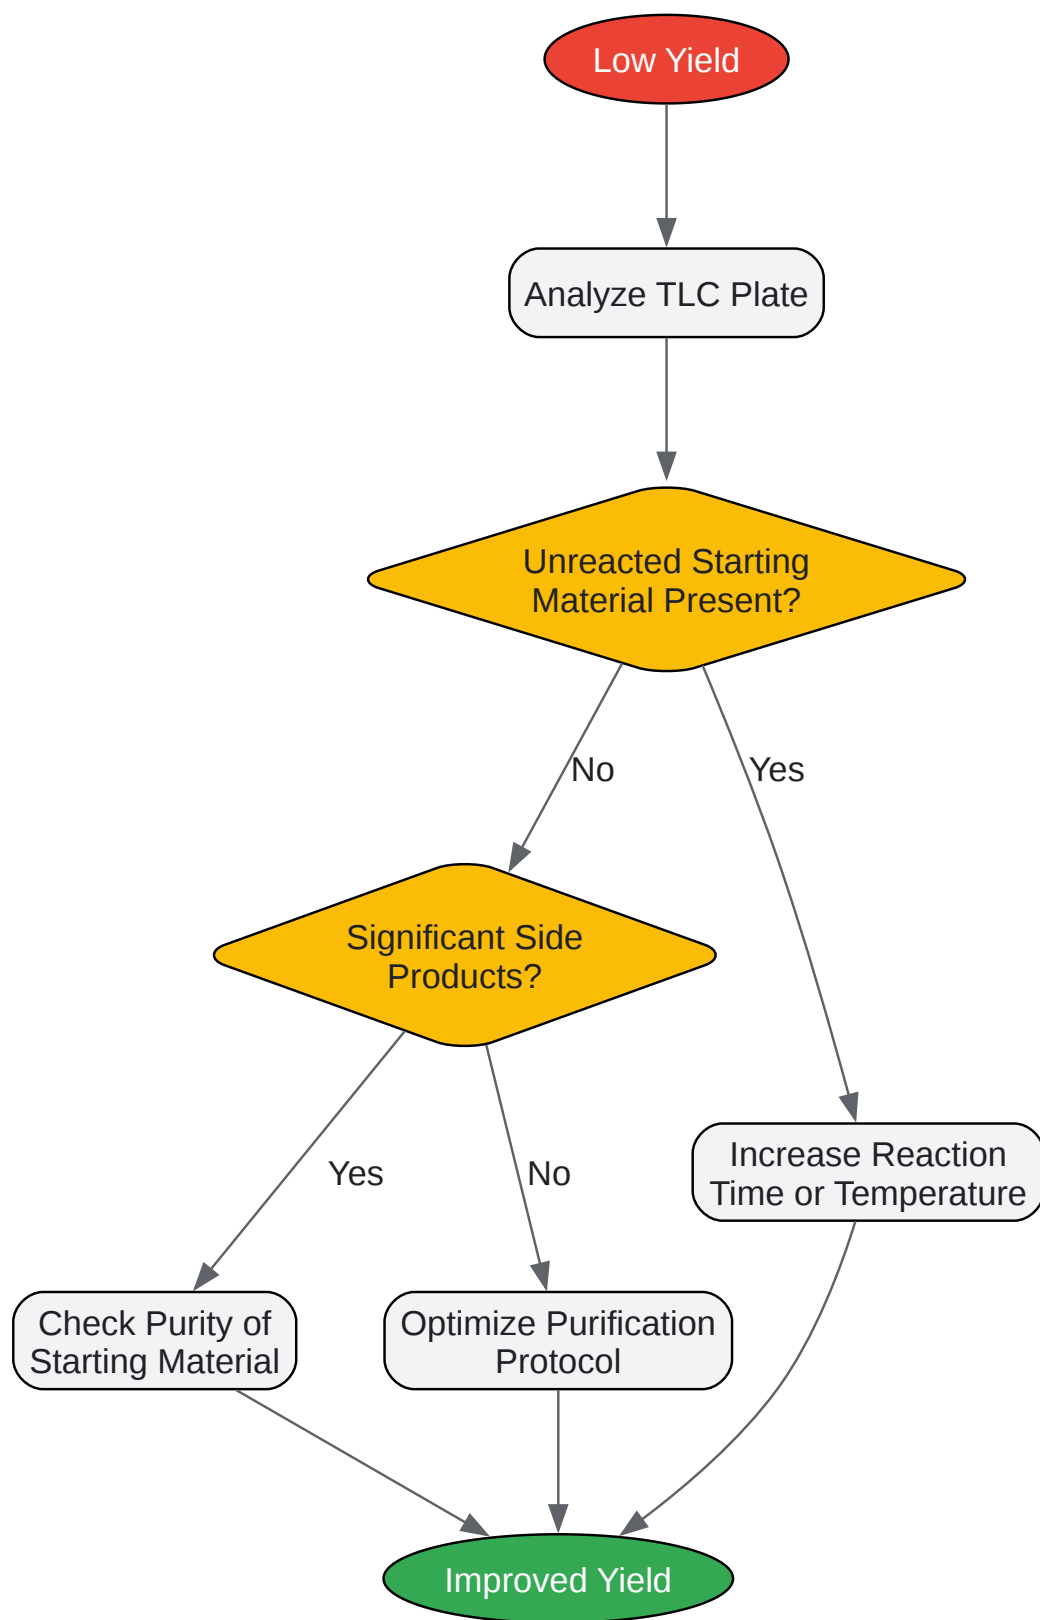 Low Yield
Analyze TLC Plate
Unreacted Starting
Material Present?
No
Yes
Significant Side
Products?
Yes
No
Increase Reaction
Time or Temperature
Check Purity of
Starting Material
Optimize Purification
Protocol
Improved Yield